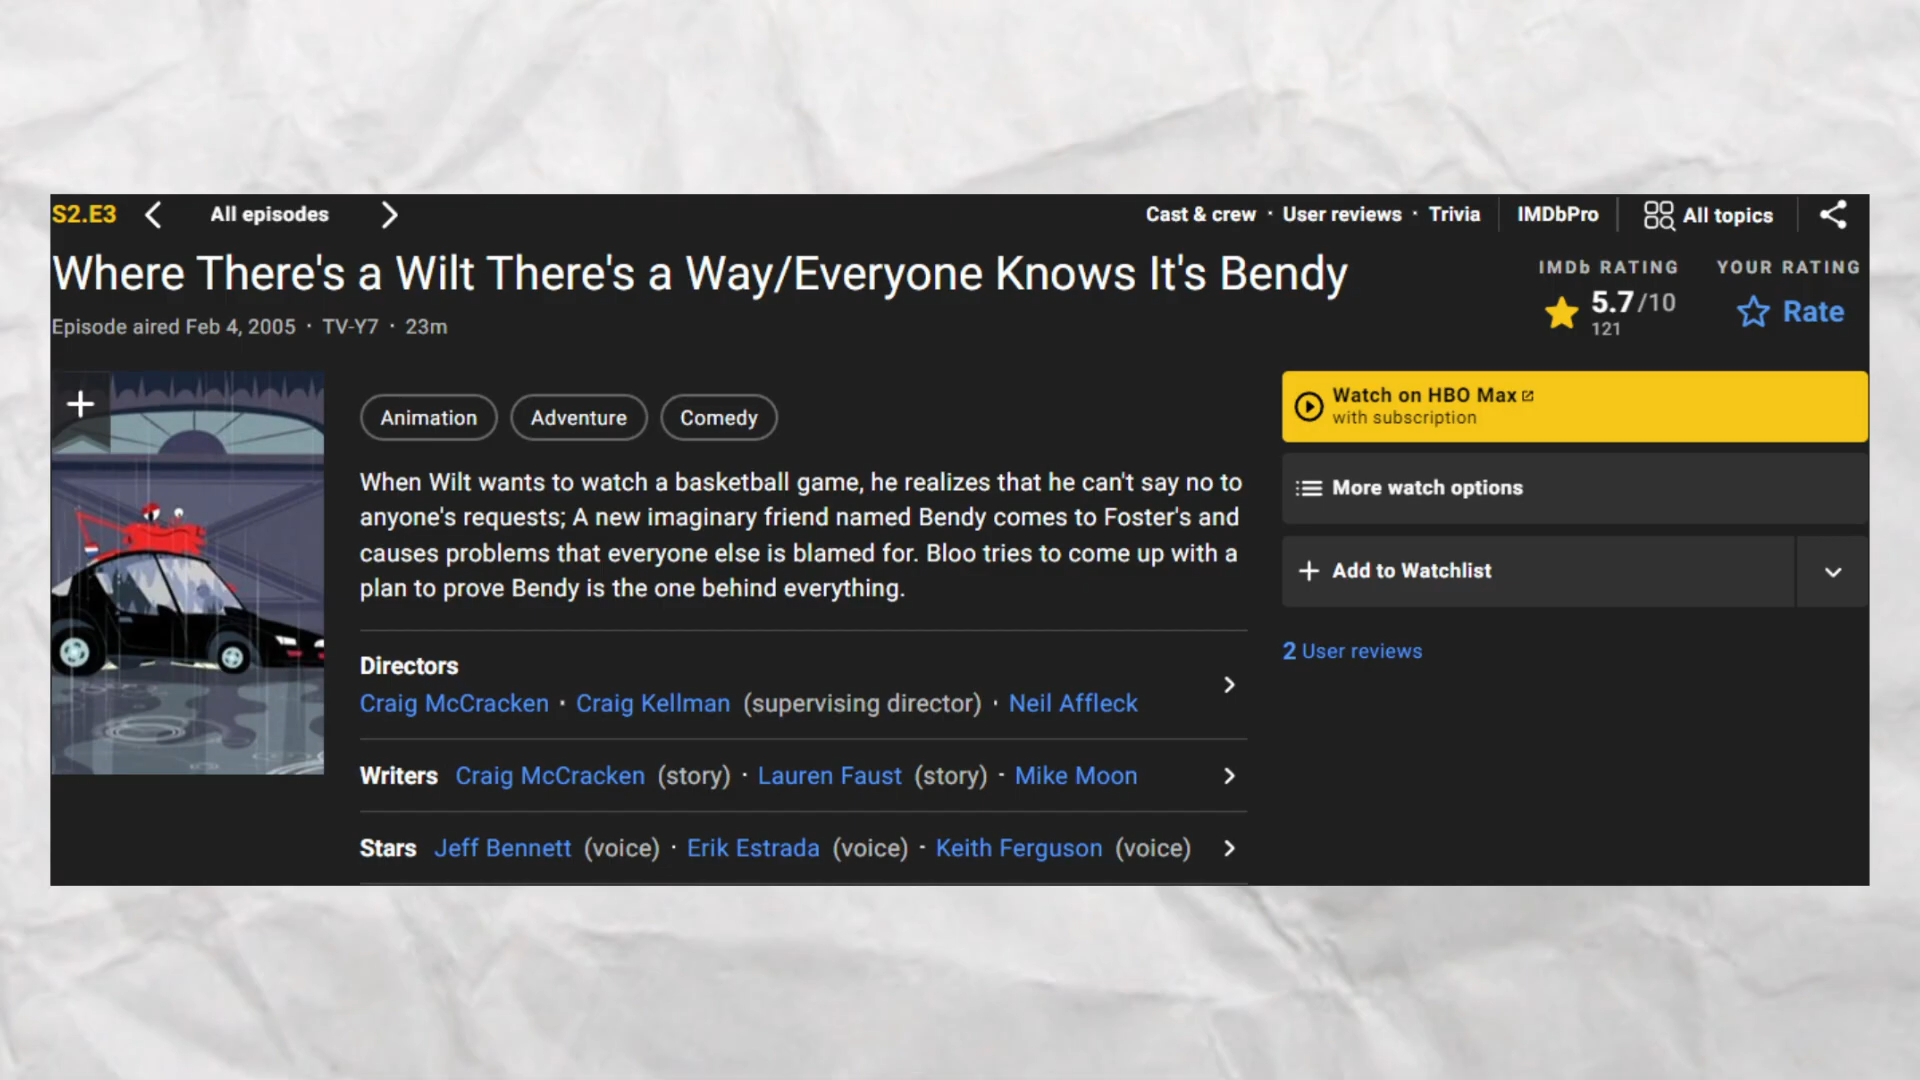 S2.E3 All episodes Cast & crew · User reviews · Trivia IMDbPro All topics
Where There's a Wilt There's a Way/Everyone Knows It's Bendy
Episode aired Feb 4, 2005 · TV-Y7 · 23m
IMDb RATING YOUR RATING
5.7/10 Rate
121
Animation Adventure Comedy
When Wilt wants to watch a basketball game, he realizes that he can't say no to
anyone's requests; A new imaginary friend named Bendy comes to Foster's and
causes problems that everyone else is blamed for. Bloo tries to come up with a
plan to prove Bendy is the one behind everything.
Directors
Craig McCracken · Craig Kellman (supervising director) · Neil Affleck
Writers Craig McCracken (story) · Lauren Faust (story) · Mike Moon
Stars Jeff Bennett (voice) · Erik Estrada (voice) · Keith Ferguson (voice)
Watch on HBO Max
with subscription
More watch options
Add to Watchlist
2 User reviews